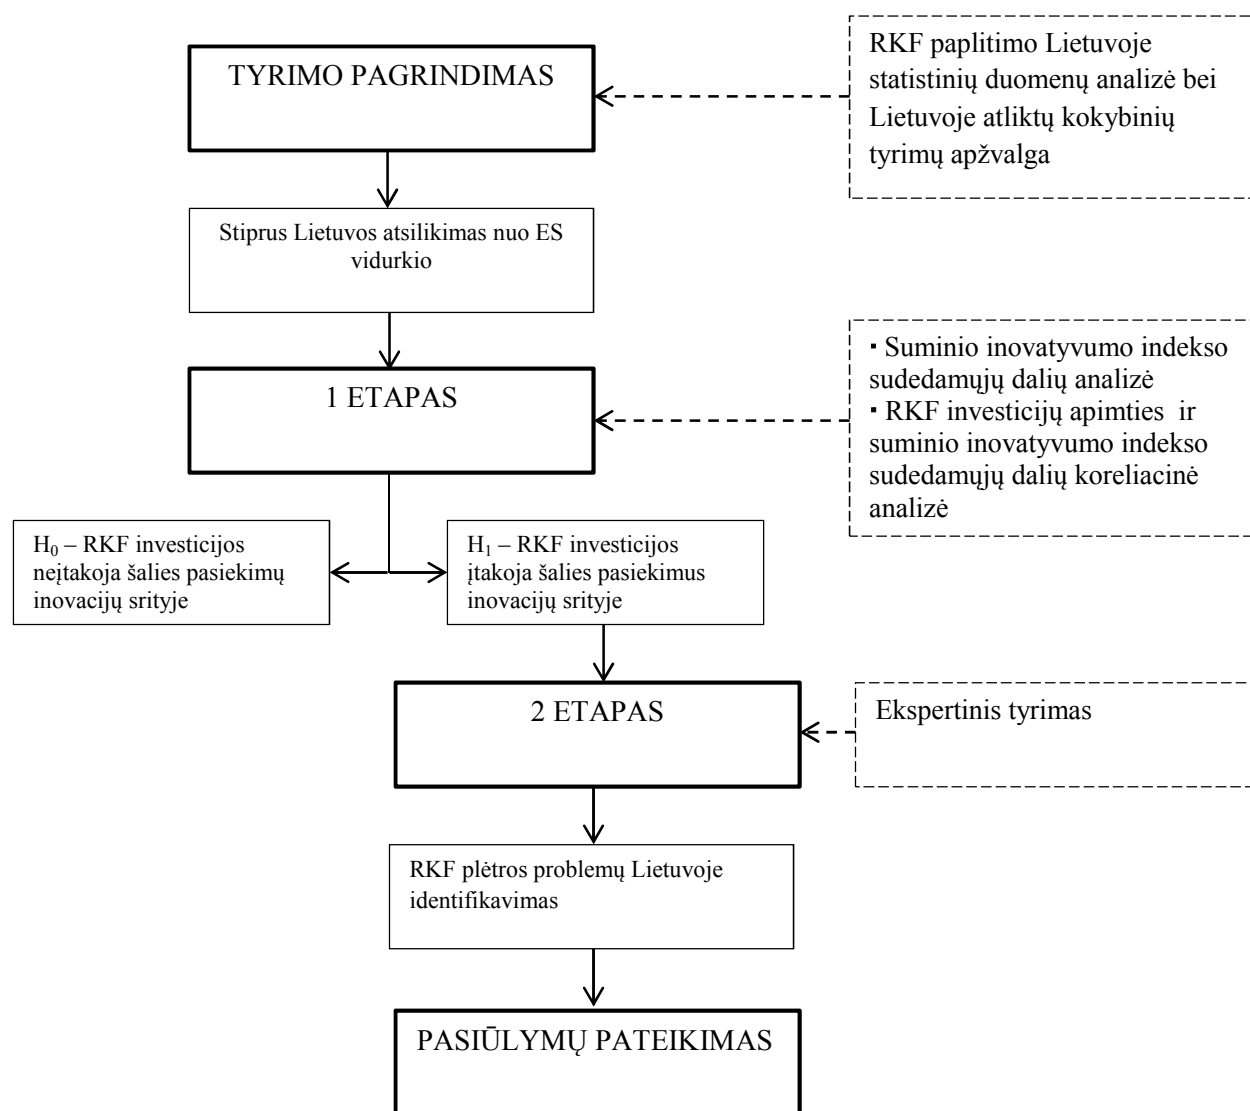 TYRIMO PAGRINDIMAS
RKF paplitimo Lietuvoje
statistinių duomenų analizė bei
Lietuvoje atliktų kokybinių
tyrimų apžvalga
Stiprus Lietuvos atsilikimas nuo ES
vidurkio
1 ETAPAS
▪ Suminio inovatyvumo indekso
sudedamųjų dalių analizė
▪ RKF investicijų apimties ir
suminio inovatyvumo indekso
sudedamųjų dalių koreliacinė
analizė
H₀ – RKF investicijos
neįtakoja šalies pasiekimų
inovacijų srityje
H₁ – RKF investicijos
įtakoja šalies pasiekimus
inovacijų srityje
2 ETAPAS
Ekspertinis tyrimas
RKF plėtros problemų Lietuvoje
identifikavimas
PASIŪLYMŲ PATEIKIMAS